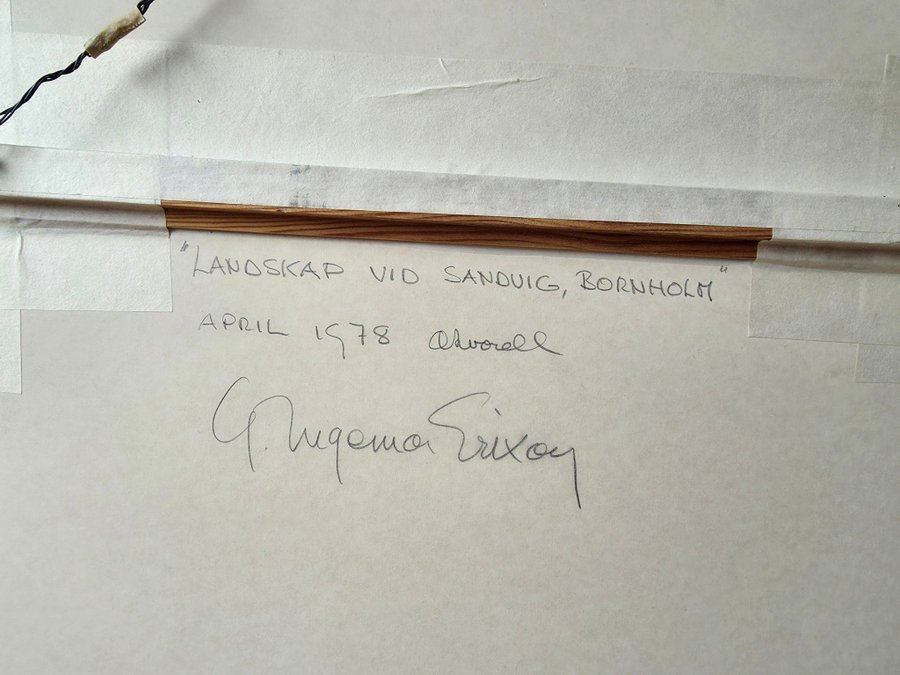 "LANDSKAP VID SANDVIG, BORNHOLM"
APRIL 1978 Akvarell
G. Ingemar Erixon